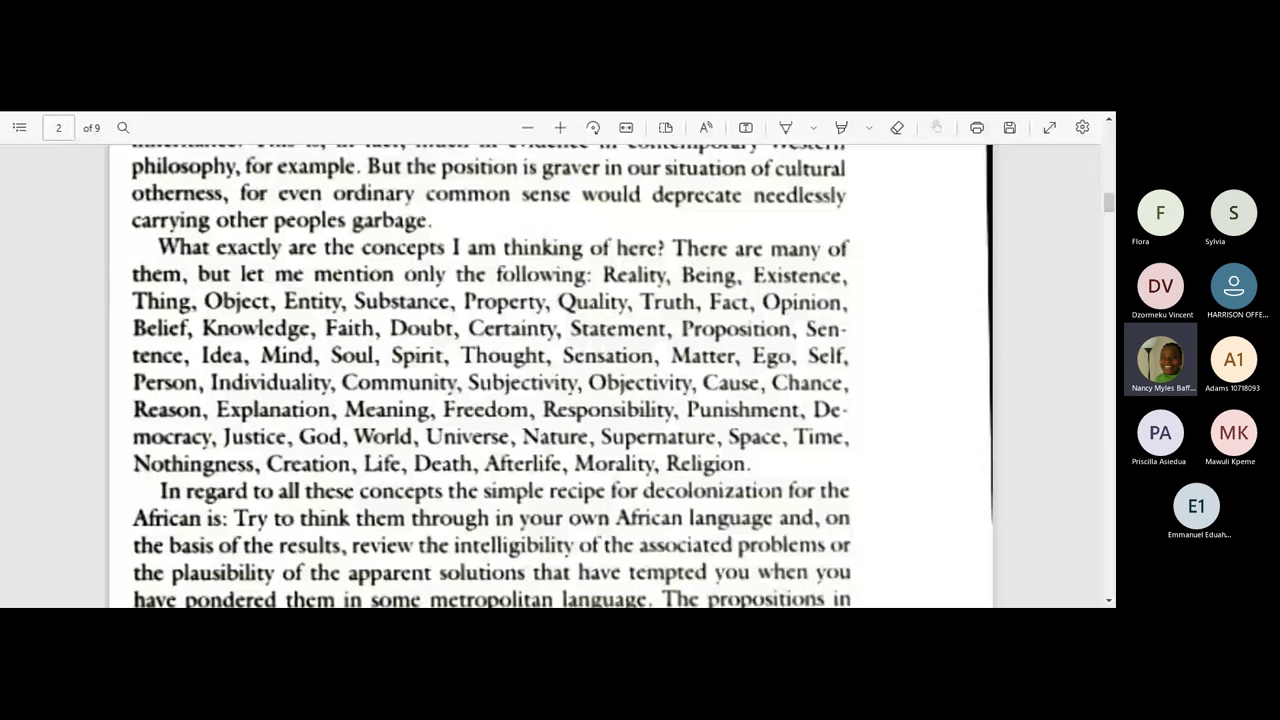 2 of 9
philosophy, for example. But the position is graver in our situation of cultural
otherness, for even ordinary common sense would deprecate needlessly
carrying other peoples garbage.
What exactly are the concepts I am thinking of here? There are many of
them, but let me mention only the following: Reality, Being, Existence,
Thing, Object, Entity, Substance, Property, Quality, Truth, Fact, Opinion,
Belief, Knowledge, Faith, Doubt, Certainty, Statement, Proposition, Sen-
tence, Idea, Mind, Soul, Spirit, Thought, Sensation, Matter, Ego, Self,
Person, Individuality, Community, Subjectivity, Objectivity, Cause, Chance,
Reason, Explanation, Meaning, Freedom, Responsibility, Punishment, De-
mocracy, Justice, God, World, Universe, Nature, Supernature, Space, Time,
Nothingness, Creation, Life, Death, Afterlife, Morality, Religion.
In regard to all these concepts the simple recipe for decolonization for the
African is: Try to think them through in your own African language and, on
the basis of the results, review the intelligibility of the associated problems or
the plausibility of the apparent solutions that have tempted you when you
have pondered them in some metropolitan language. The propositions in
F S
Flora Sylvia
DV
Dzormeku Vincent HARRISON OFFE...
A1
Nancy Myles Baff... Adams 10718093
PA MK
Priscilla Asiedua Mawuli Kpeme
E1
Emmanuel Eduah...